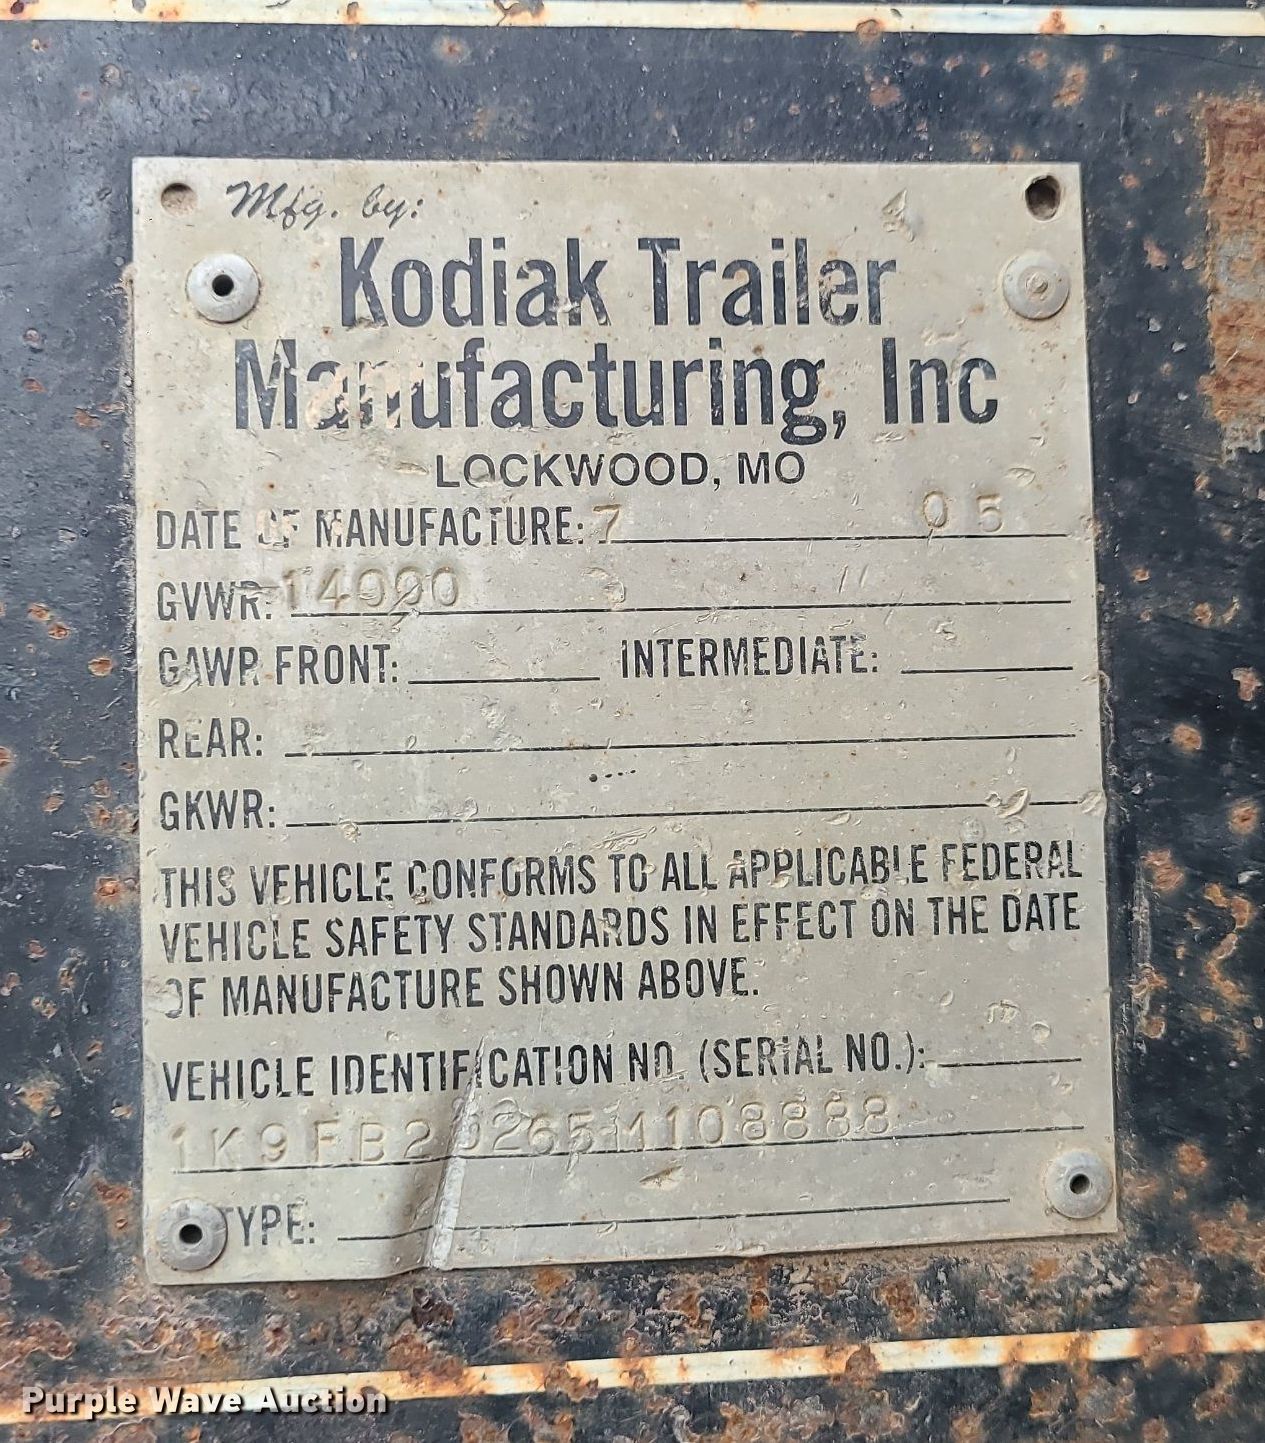 Mfg. by:
Kodiak Trailer
Manufacturing, Inc
LOCKWOOD, MO
DATE OF MANUFACTURE: 7 05
GVWR: 14000
GAWR FRONT: INTERMEDIATE:
REAR:
GKWR:
THIS VEHICLE CONFORMS TO ALL APPLICABLE FEDERAL
VEHICLE SAFETY STANDARDS IN EFFECT ON THE DATE
OF MANUFACTURE SHOWN ABOVE.
VEHICLE IDENTIFICATION NO. (SERIAL NO.):
1K9FB20265M108888
TYPE:
Purple Wave Auction